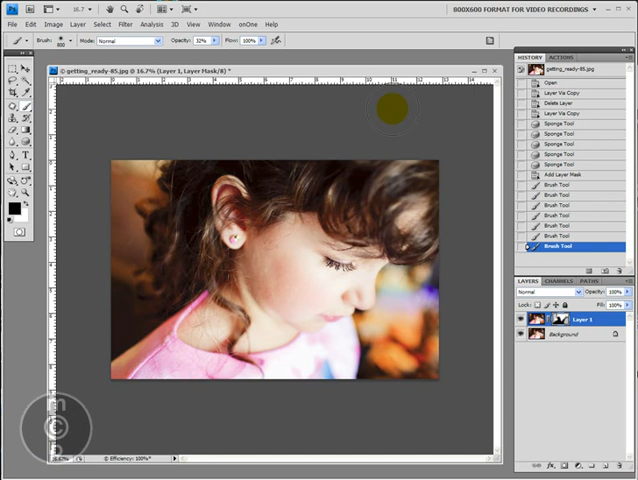 800X600 FORMAT FOR VIDEO RECORDINGS
File Edit Image Layer Select Filter Analysis 3D View Window onOne Help
Brush: 800 Mode: Normal Opacity: 32% Flow: 100%
© getting_ready-85.jpg @ 16.7% (Layer 1, Layer Mask/8) *
HISTORY ACTIONS
getting_ready-85.jpg
Open
Layer Via Copy
Delete Layer
Layer Via Copy
Sponge Tool
Sponge Tool
Sponge Tool
Sponge Tool
Add Layer Mask
Brush Tool
Brush Tool
Brush Tool
Brush Tool
Brush Tool
Brush Tool
Brush Tool
LAYERS CHANNELS PATHS
Normal Opacity: 100%
Lock: Fill: 100%
Layer 1
Background
m
©
p
16.67% Efficiency: 100%*